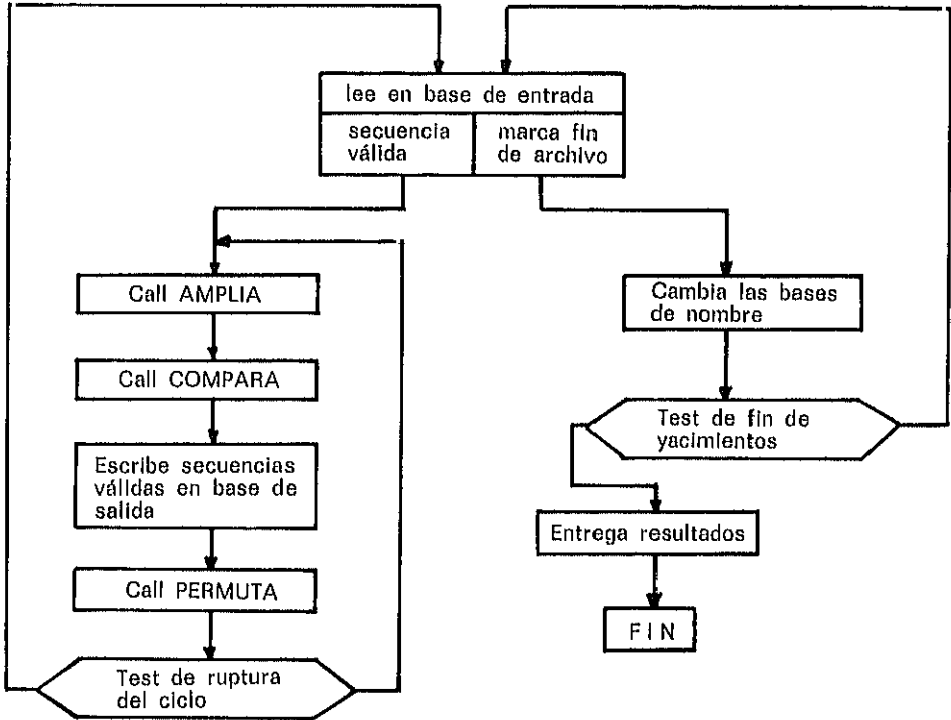 lee en base de entrada
secuencia
válida
marca fin
de archivo
Call AMPLIA
Call COMPARA
Escribe secuencias
válidas en base de
salida
Call PERMUTA
Test de ruptura
del ciclo
Cambia las bases
de nombre
Test de fin de
yacimientos
Entrega resultados
FIN